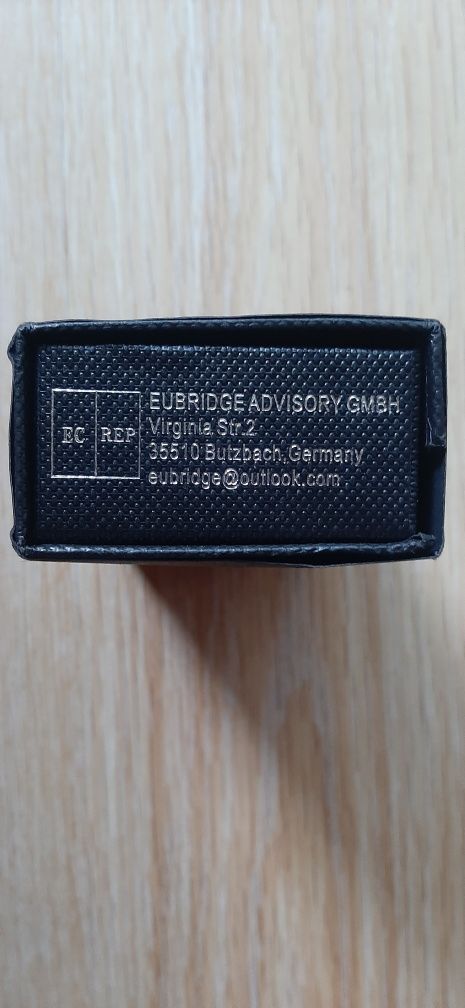 EC REP
EUBRIDGE ADVISORY GMBH
Virginia Str.2
35510 Butzbach,Germany
eubridge@outlook.com